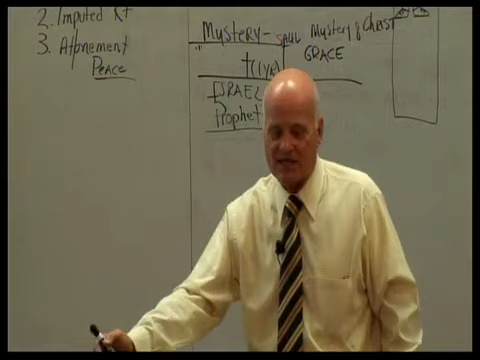 2. Imputed
3. Atonement
Peace
Mystery - SAUL Mystery of Christ
GRACE
ISRAEL
Prophet